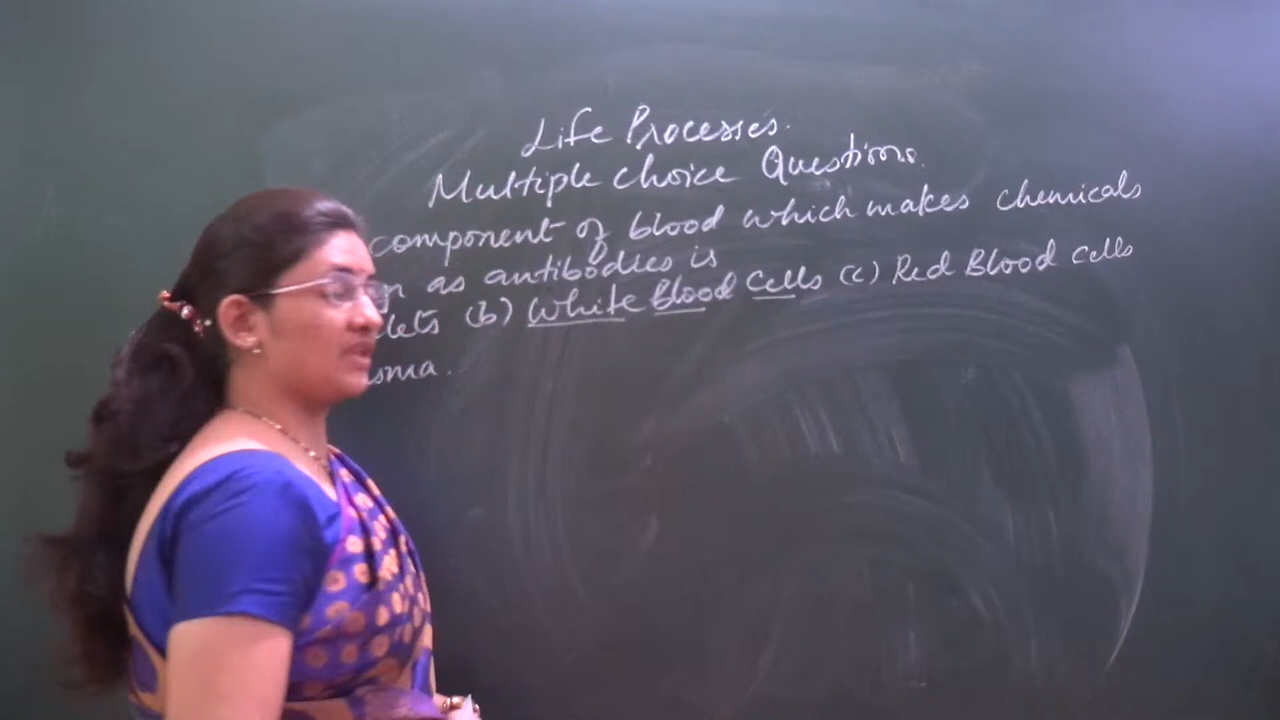 Life Processes.
Multiple choice Questions.
component of blood which makes chemicals
as antibodies is
(b) White Blood Cells (c) Red Blood cells